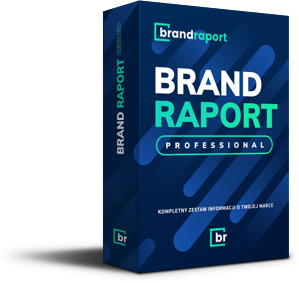 brandraport
BRAND
RAPORT
PROFESSIONAL
KOMPLETNY ZESTAW INFORMACJI O TWOJEJ MARCE
br
BRAND RAPORT
br